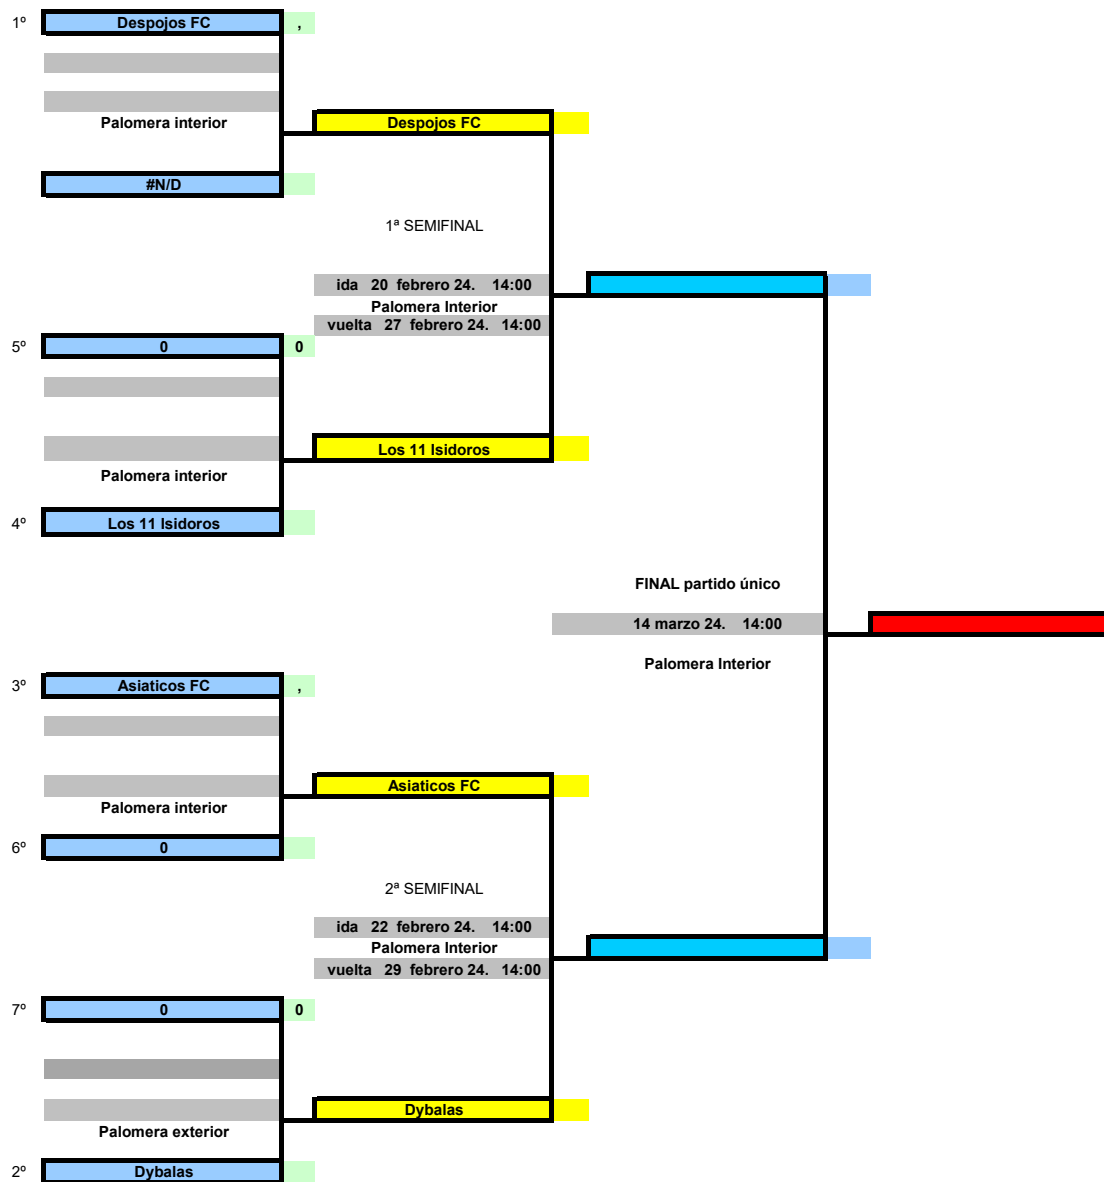 1º Despojos FC ,
Palomera interior
Despojos FC
#N/D
1ª SEMIFINAL
ida 20 febrero 24. 14:00
Palomera Interior
vuelta 27 febrero 24. 14:00
5º 0 0
Los 11 Isidoros
Palomera interior
4º Los 11 Isidoros
FINAL partido único
14 marzo 24. 14:00
Palomera Interior
3º Asiaticos FC ,
Asiaticos FC
Palomera interior
6º 0
2ª SEMIFINAL
ida 22 febrero 24. 14:00
Palomera Interior
vuelta 29 febrero 24. 14:00
7º 0 0
Dybalas
Palomera exterior
2º Dybalas